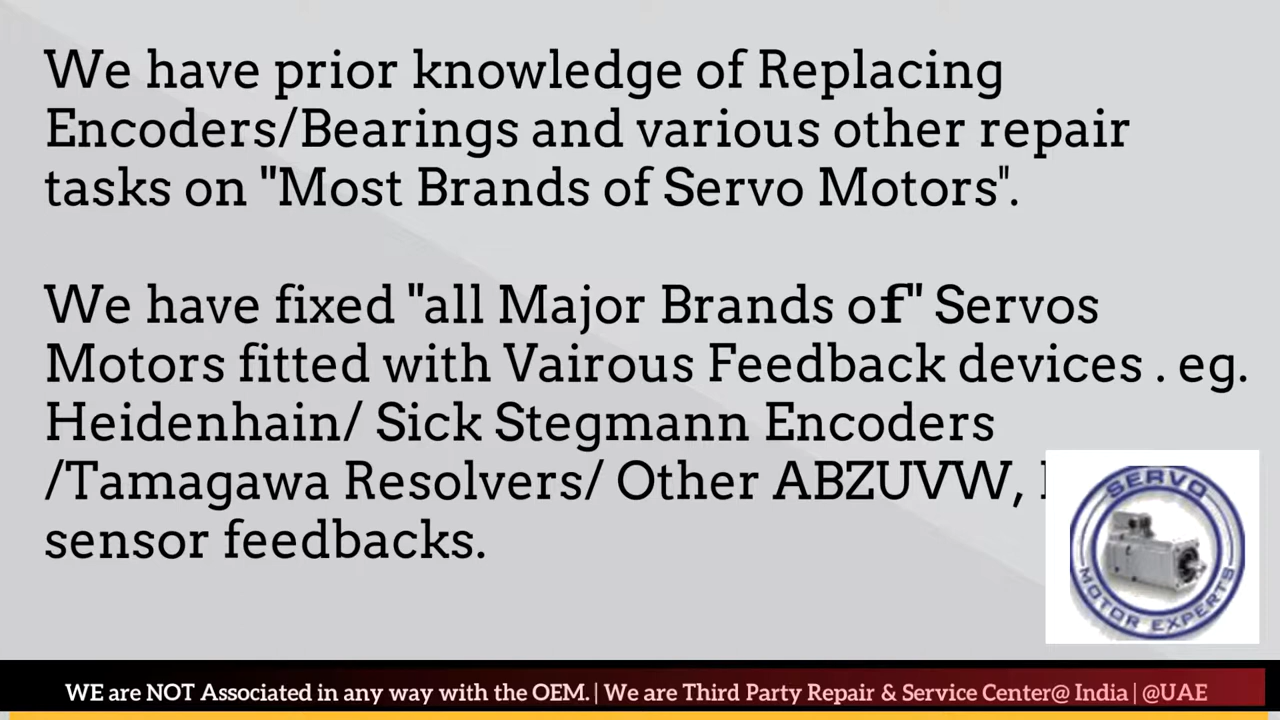 We have prior knowledge of Replacing
Encoders/Bearings and various other repair
tasks on "Most Brands of Servo Motors".
We have fixed "all Major Brands of" Servos
Motors fitted with Vairous Feedback devices . eg.
Heidenhain/ Sick Stegmann Encoders
/Tamagawa Resolvers/ Other ABZUVW,
sensor feedbacks.
SERVO
MOTOR EXPERTS
WE are NOT Associated in any way with the OEM. | We are Third Party Repair & Service Center@ India | @UAE